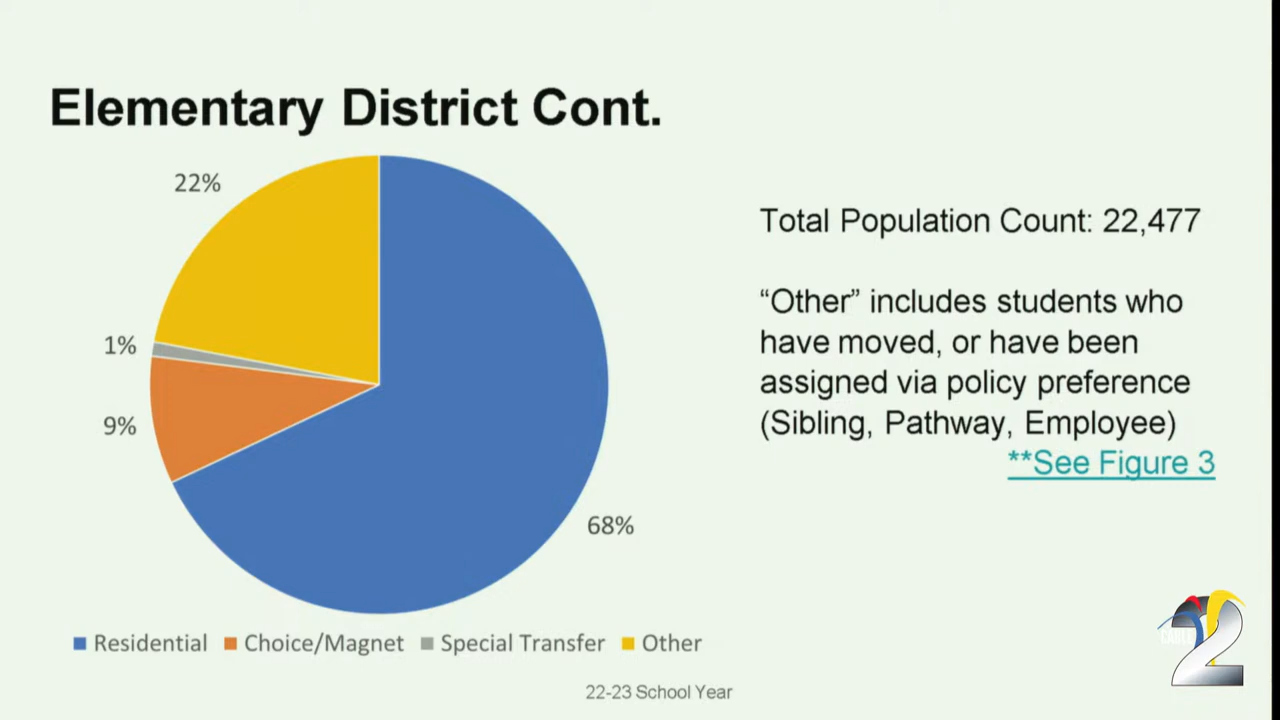 Elementary District Cont.
22%
1%
9%
68%
Residential Choice/Magnet Special Transfer Other
Total Population Count: 22,477
“Other” includes students who
have moved, or have been
assigned via policy preference
(Sibling, Pathway, Employee)
**See Figure 3
22-23 School Year
2